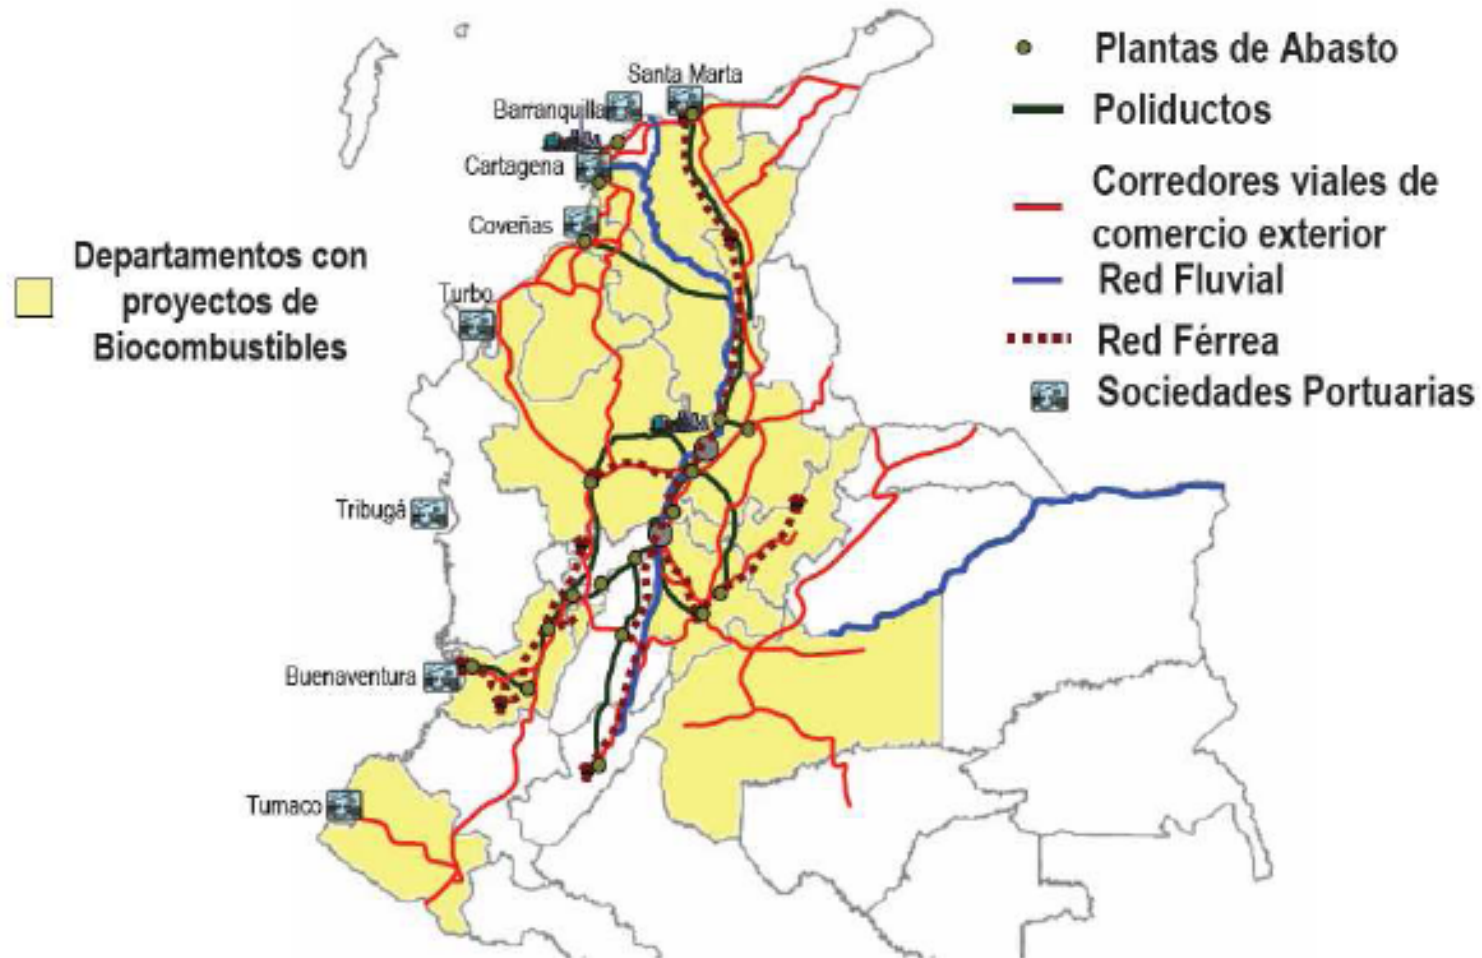 Santa Marta
Barranquilla
Cartagena
Coveñas
Turbo
Tribugá
Buenaventura
Tumaco
Departamentos con
proyectos de
Biocombustibles
Plantas de Abasto
Poliductos
Corredores viales de
comercio exterior
Red Fluvial
Red Férrea
Sociedades Portuarias